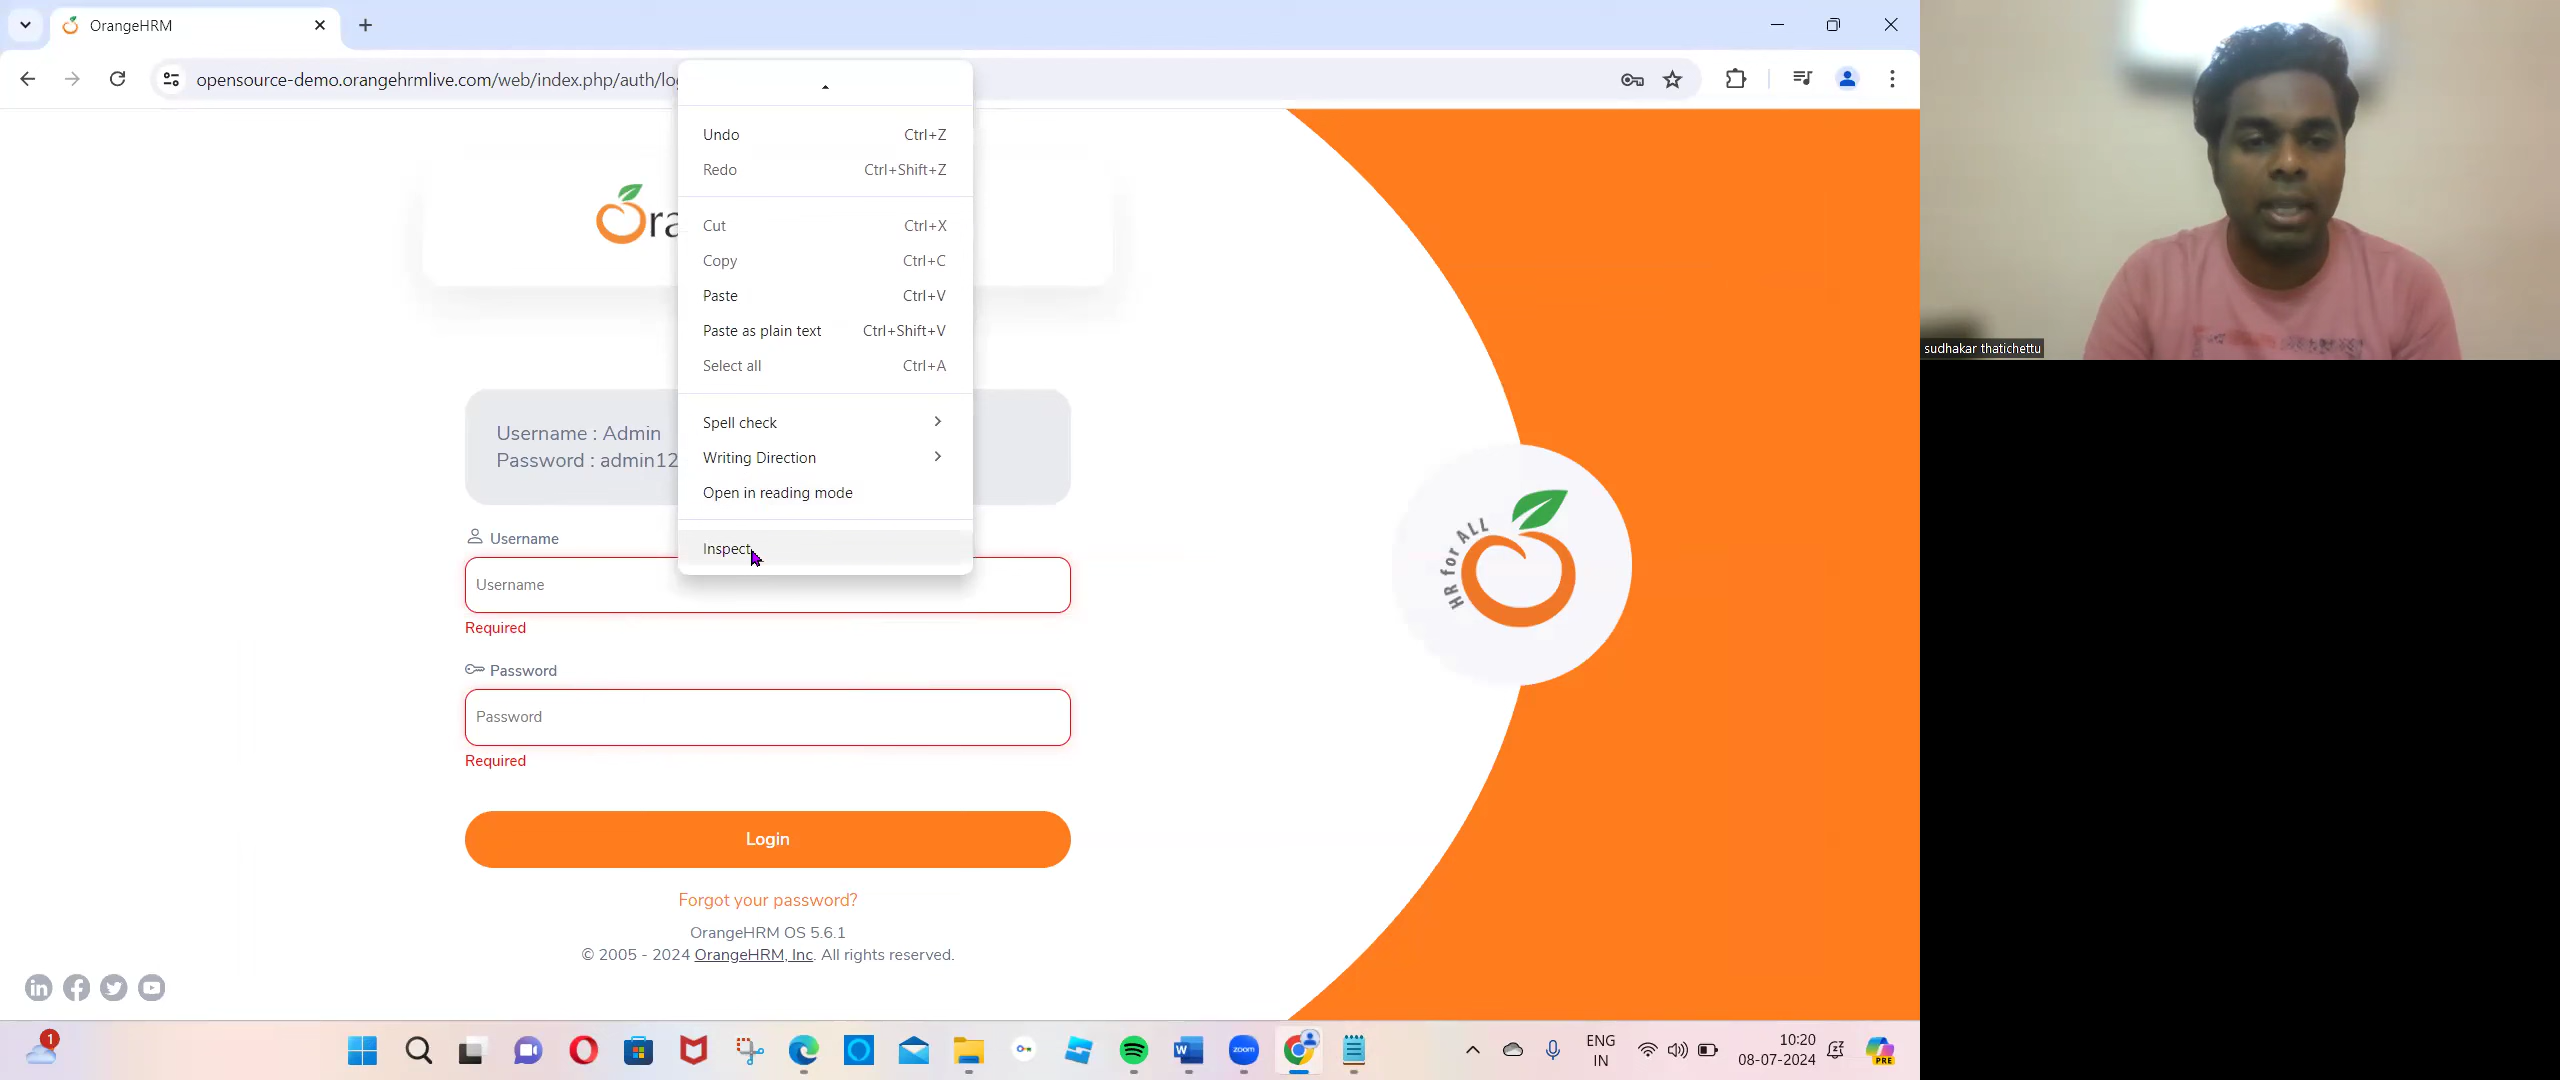 OrangeHRM
opensource-demo.orangehrmlive.com/web/index.php/auth/log
Undo Ctrl+Z
Redo Ctrl+Shift+Z
Cut Ctrl+X
Copy Ctrl+C
Paste Ctrl+V
Paste as plain text Ctrl+Shift+V
Select all Ctrl+A
Spell check
Writing Direction
Open in reading mode
Inspect
Ora
Username : Admin
Password : admin12
Username
Username
Required
Password
Password
Required
Login
Forgot your password?
OrangeHRM OS 5.6.1
© 2005 - 2024 OrangeHRM, Inc. All rights reserved.
HR for ALL
sudhakar thatichettu
1
zoom
ENG
IN
10:20
08-07-2024
PRE